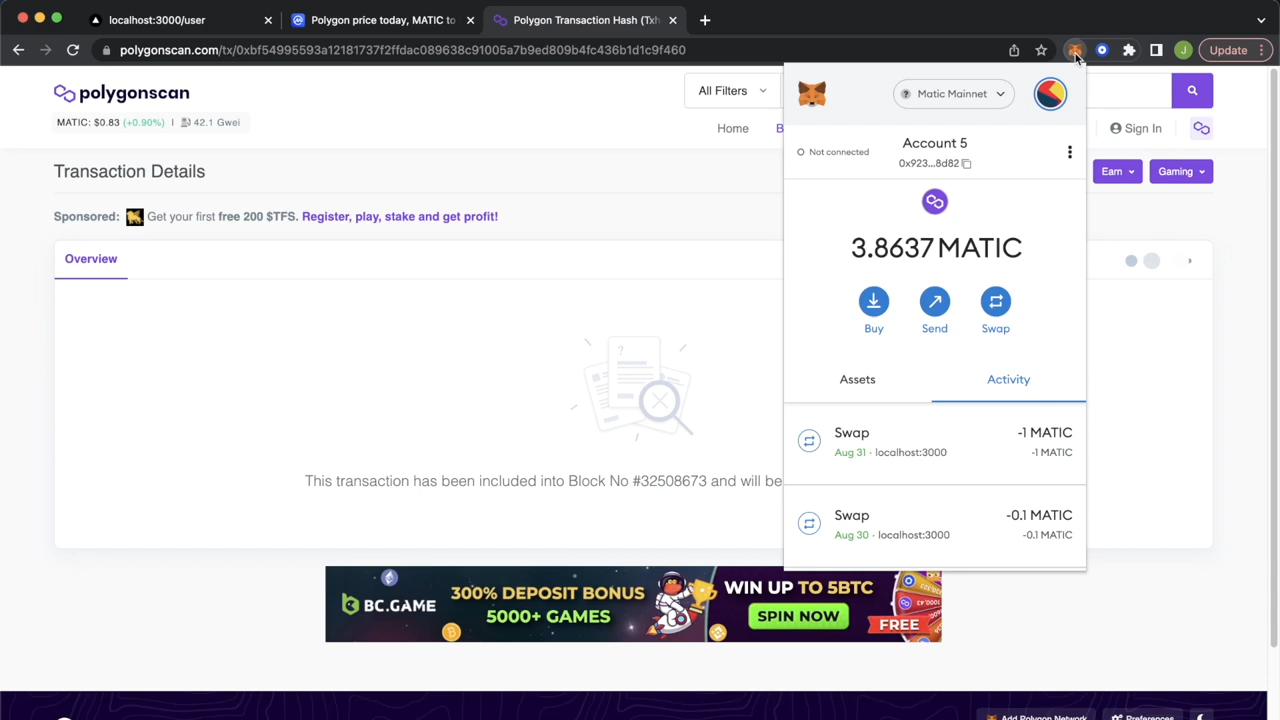 localhost:3000/user
Polygon price today, MATIC to
Polygon Transaction Hash (Txh
polygonscan.com/tx/0xbf54995593a12181737f2ffdac089638c91005a7b9ed809b4fc436b1d1c9f460
J
Update
polygonscan
All Filters
MATIC: $0.83 (+0.90%) | 42.1 Gwei
Home
B
Sign In
Transaction Details
Earn
Gaming
Sponsored: Get your first free 200 $TFS. Register, play, stake and get profit!
Overview
?
This transaction has been included into Block No #32508673 and will be
? Matic Mainnet
Not connected
Account 5
0x923...8d82
3.8637 MATIC
Buy
Send
Swap
Assets
Activity
Swap
-1 MATIC
Aug 31 · localhost:3000
-1 MATIC
Swap
-0.1 MATIC
Aug 30 · localhost:3000
-0.1 MATIC
BC.GAME
300% DEPOSIT BONUS
5000+ GAMES
WIN UP TO 5BTC
SPIN NOW
FREE
Add Polygon Network
Preferences